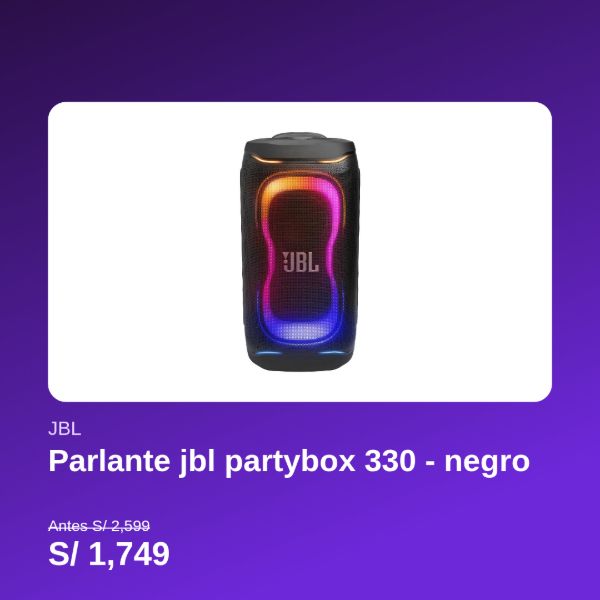 JBL
JBL
Parlante jbl partybox 330 - negro
Antes S/ 2,599
S/ 1,749